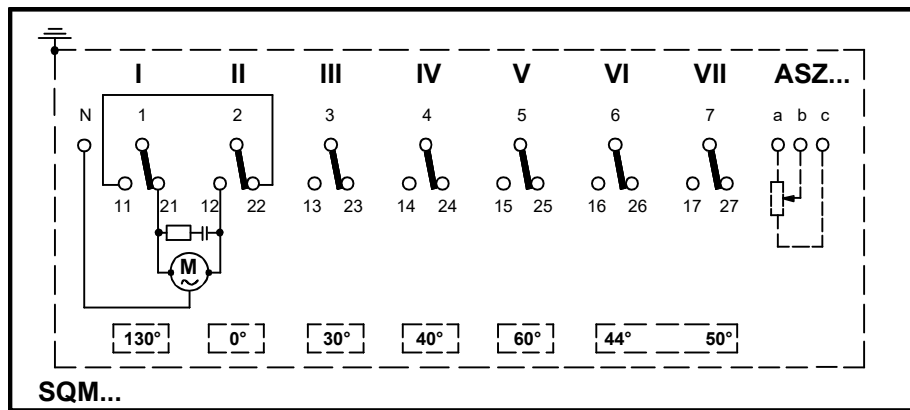 I II III IV V VI VII ASZ...
N 1 2 3 4 5 6 7 a b c
11 21 12 22 13 23 14 24 15 25 16 26 17 27
M
~
130° 0° 30° 40° 60° 44° 50°
SQM...